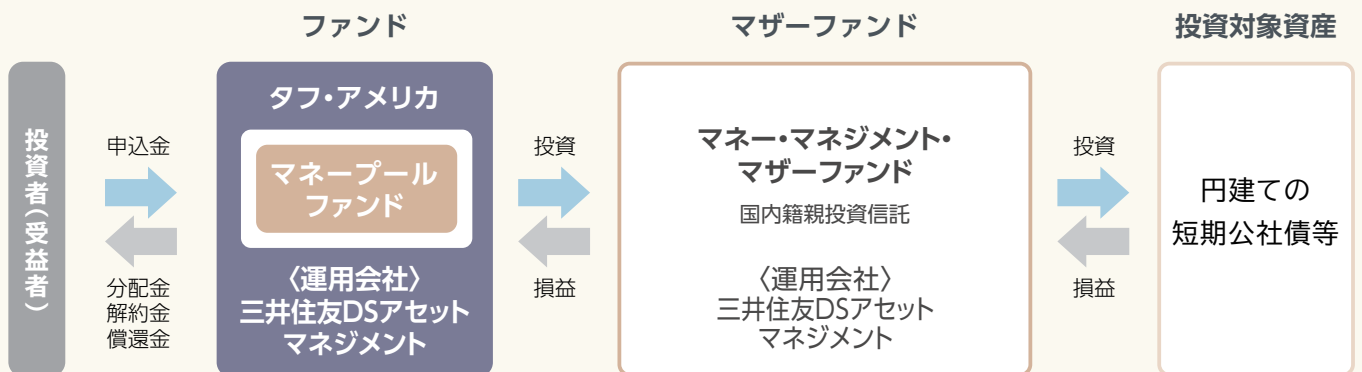 ファンド
マザーファンド
投資対象資産
投資者(受益者)
申込金
分配金
解約金
償還金
タフ・アメリカ
マネープール
ファンド
〈運用会社〉
三井住友DSアセット
マネジメント
投資
損益
マネー・マネジメント・
マザーファンド
国内籍親投資信託
〈運用会社〉
三井住友DSアセット
マネジメント
投資
損益
円建ての
短期公社債等